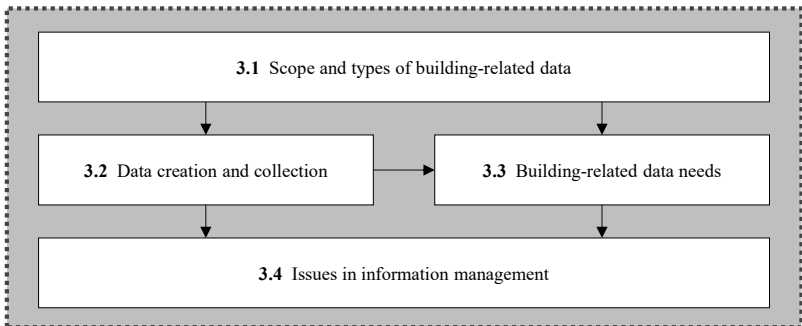 3.1 Scope and types of building-related data
3.2 Data creation and collection
3.3 Building-related data needs
3.4 Issues in information management